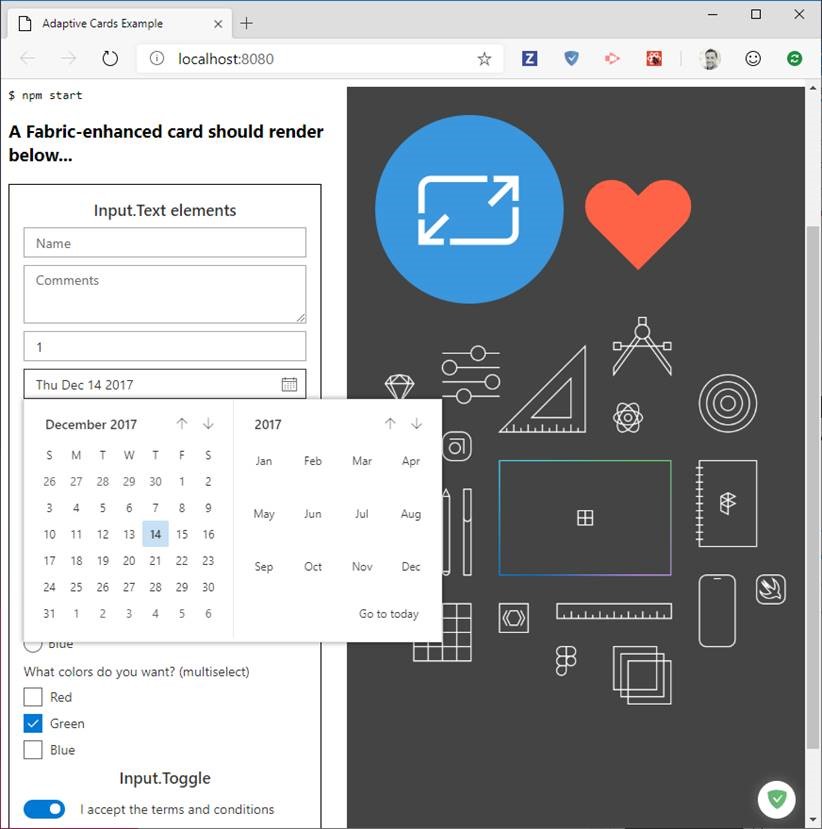 Adaptive Cards Example
localhost:8080
$ npm start
A Fabric-enhanced card should render
below...
Input.Text elements
Name
Comments
1
Thu Dec 14 2017
December 2017
S M T W T F S
26 27 28 29 30 1 2
3 4 5 6 7 8 9
10 11 12 13 14 15 16
17 18 19 20 21 22 23
24 25 26 27 28 29 30
31 1 2 3 4 5 6
2017
Jan Feb Mar Apr
May Jun Jul Aug
Sep Oct Nov Dec
Go to today
Blue
What colors do you want? (multiselect)
Red
Green
Blue
Input.Toggle
I accept the terms and conditions